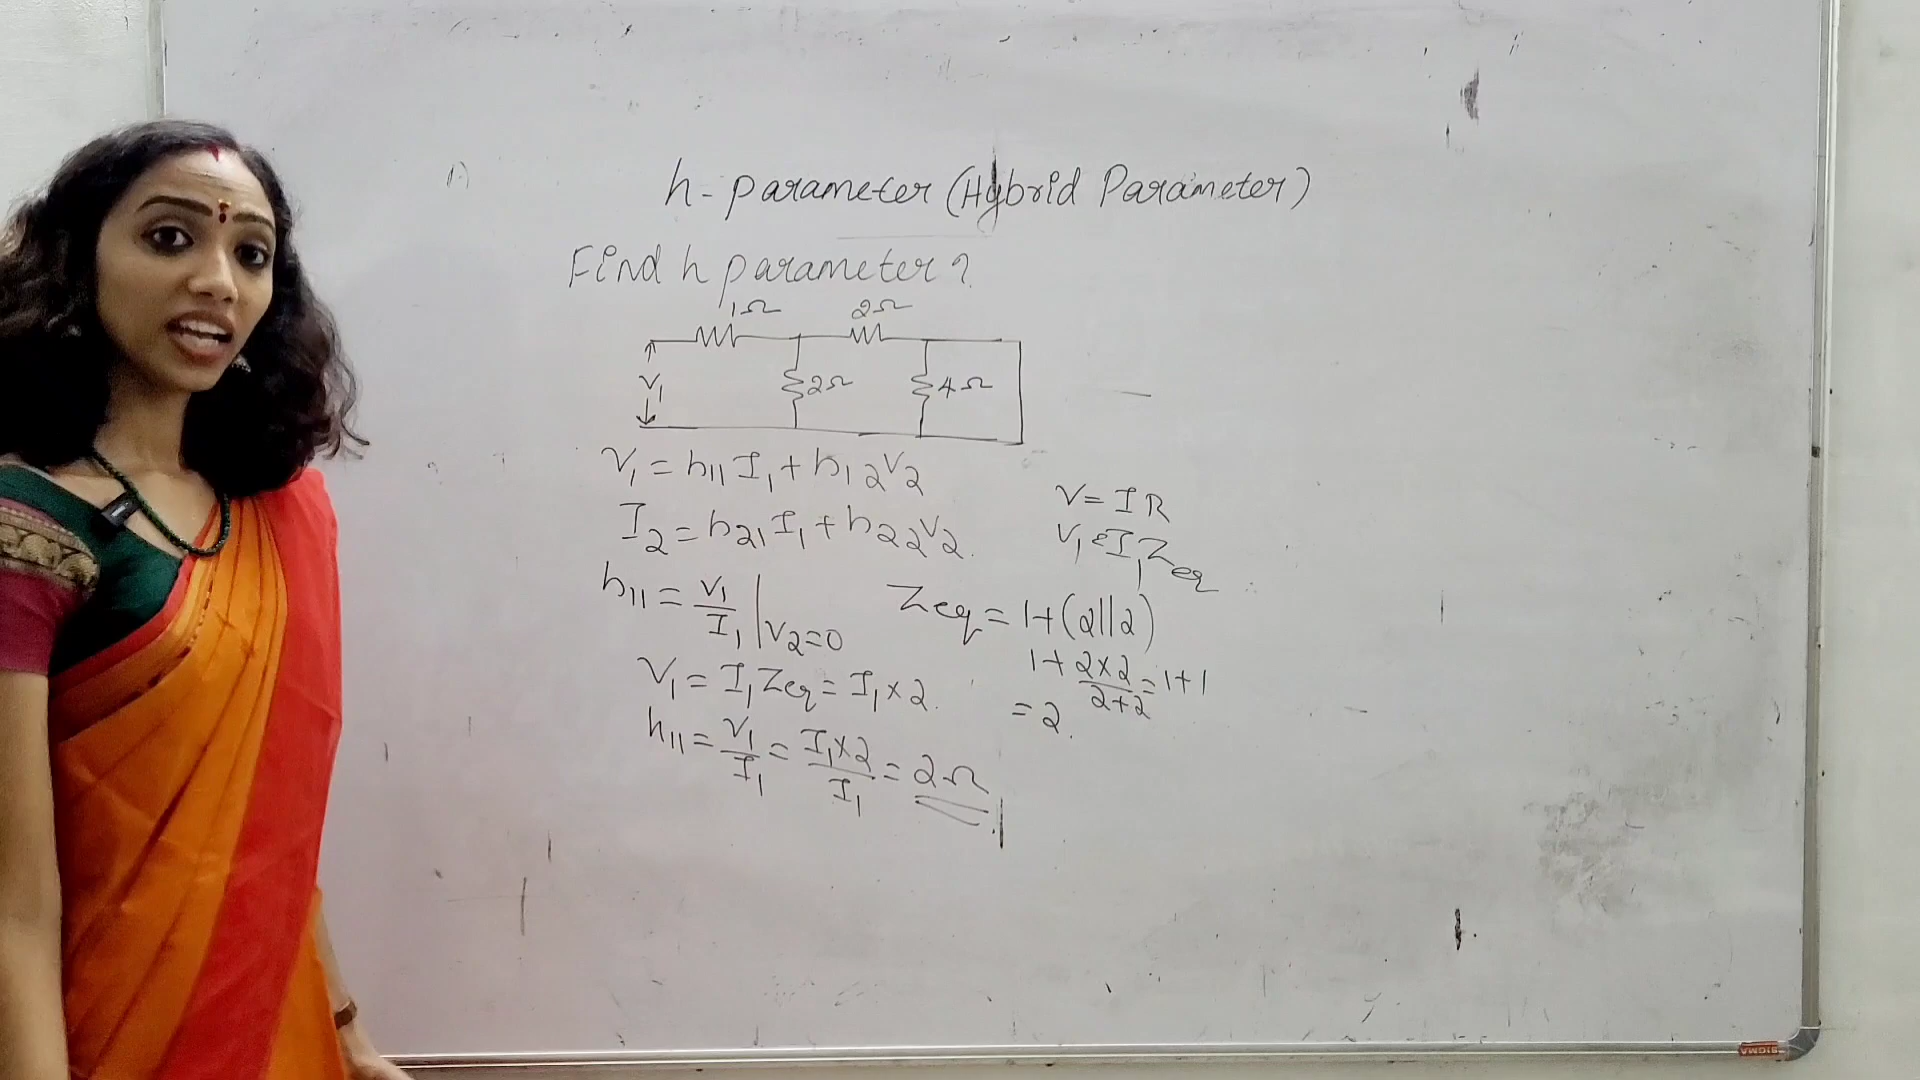 h-parameter (Hybrid Parameter)
Find h parameter?
1Ω 2Ω
V1 2Ω 4Ω
V1 = h11 I1 + h12 V2
I2 = h21 I1 + h22 V2.
V = IR
V1 = I1 Zeq
h11 = V1/I1 | V2=0
Zeq = 1+(2||2)
1+ 2×2/2+2 = 1+1
= 2.
V1 = I1 Zeq = I1 × 2.
h11 = V1/I1 = I1×2/I1 = 2Ω